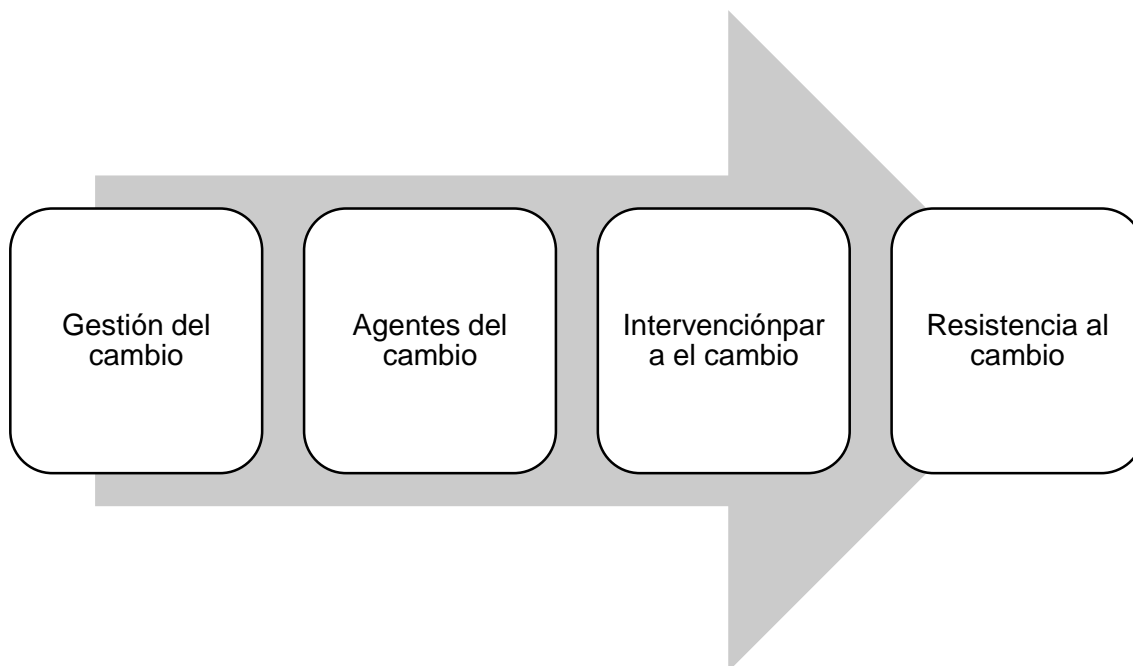 Gestión del
cambio
Agentes del
cambio
Intervenciónpar
a el cambio
Resistencia al
cambio